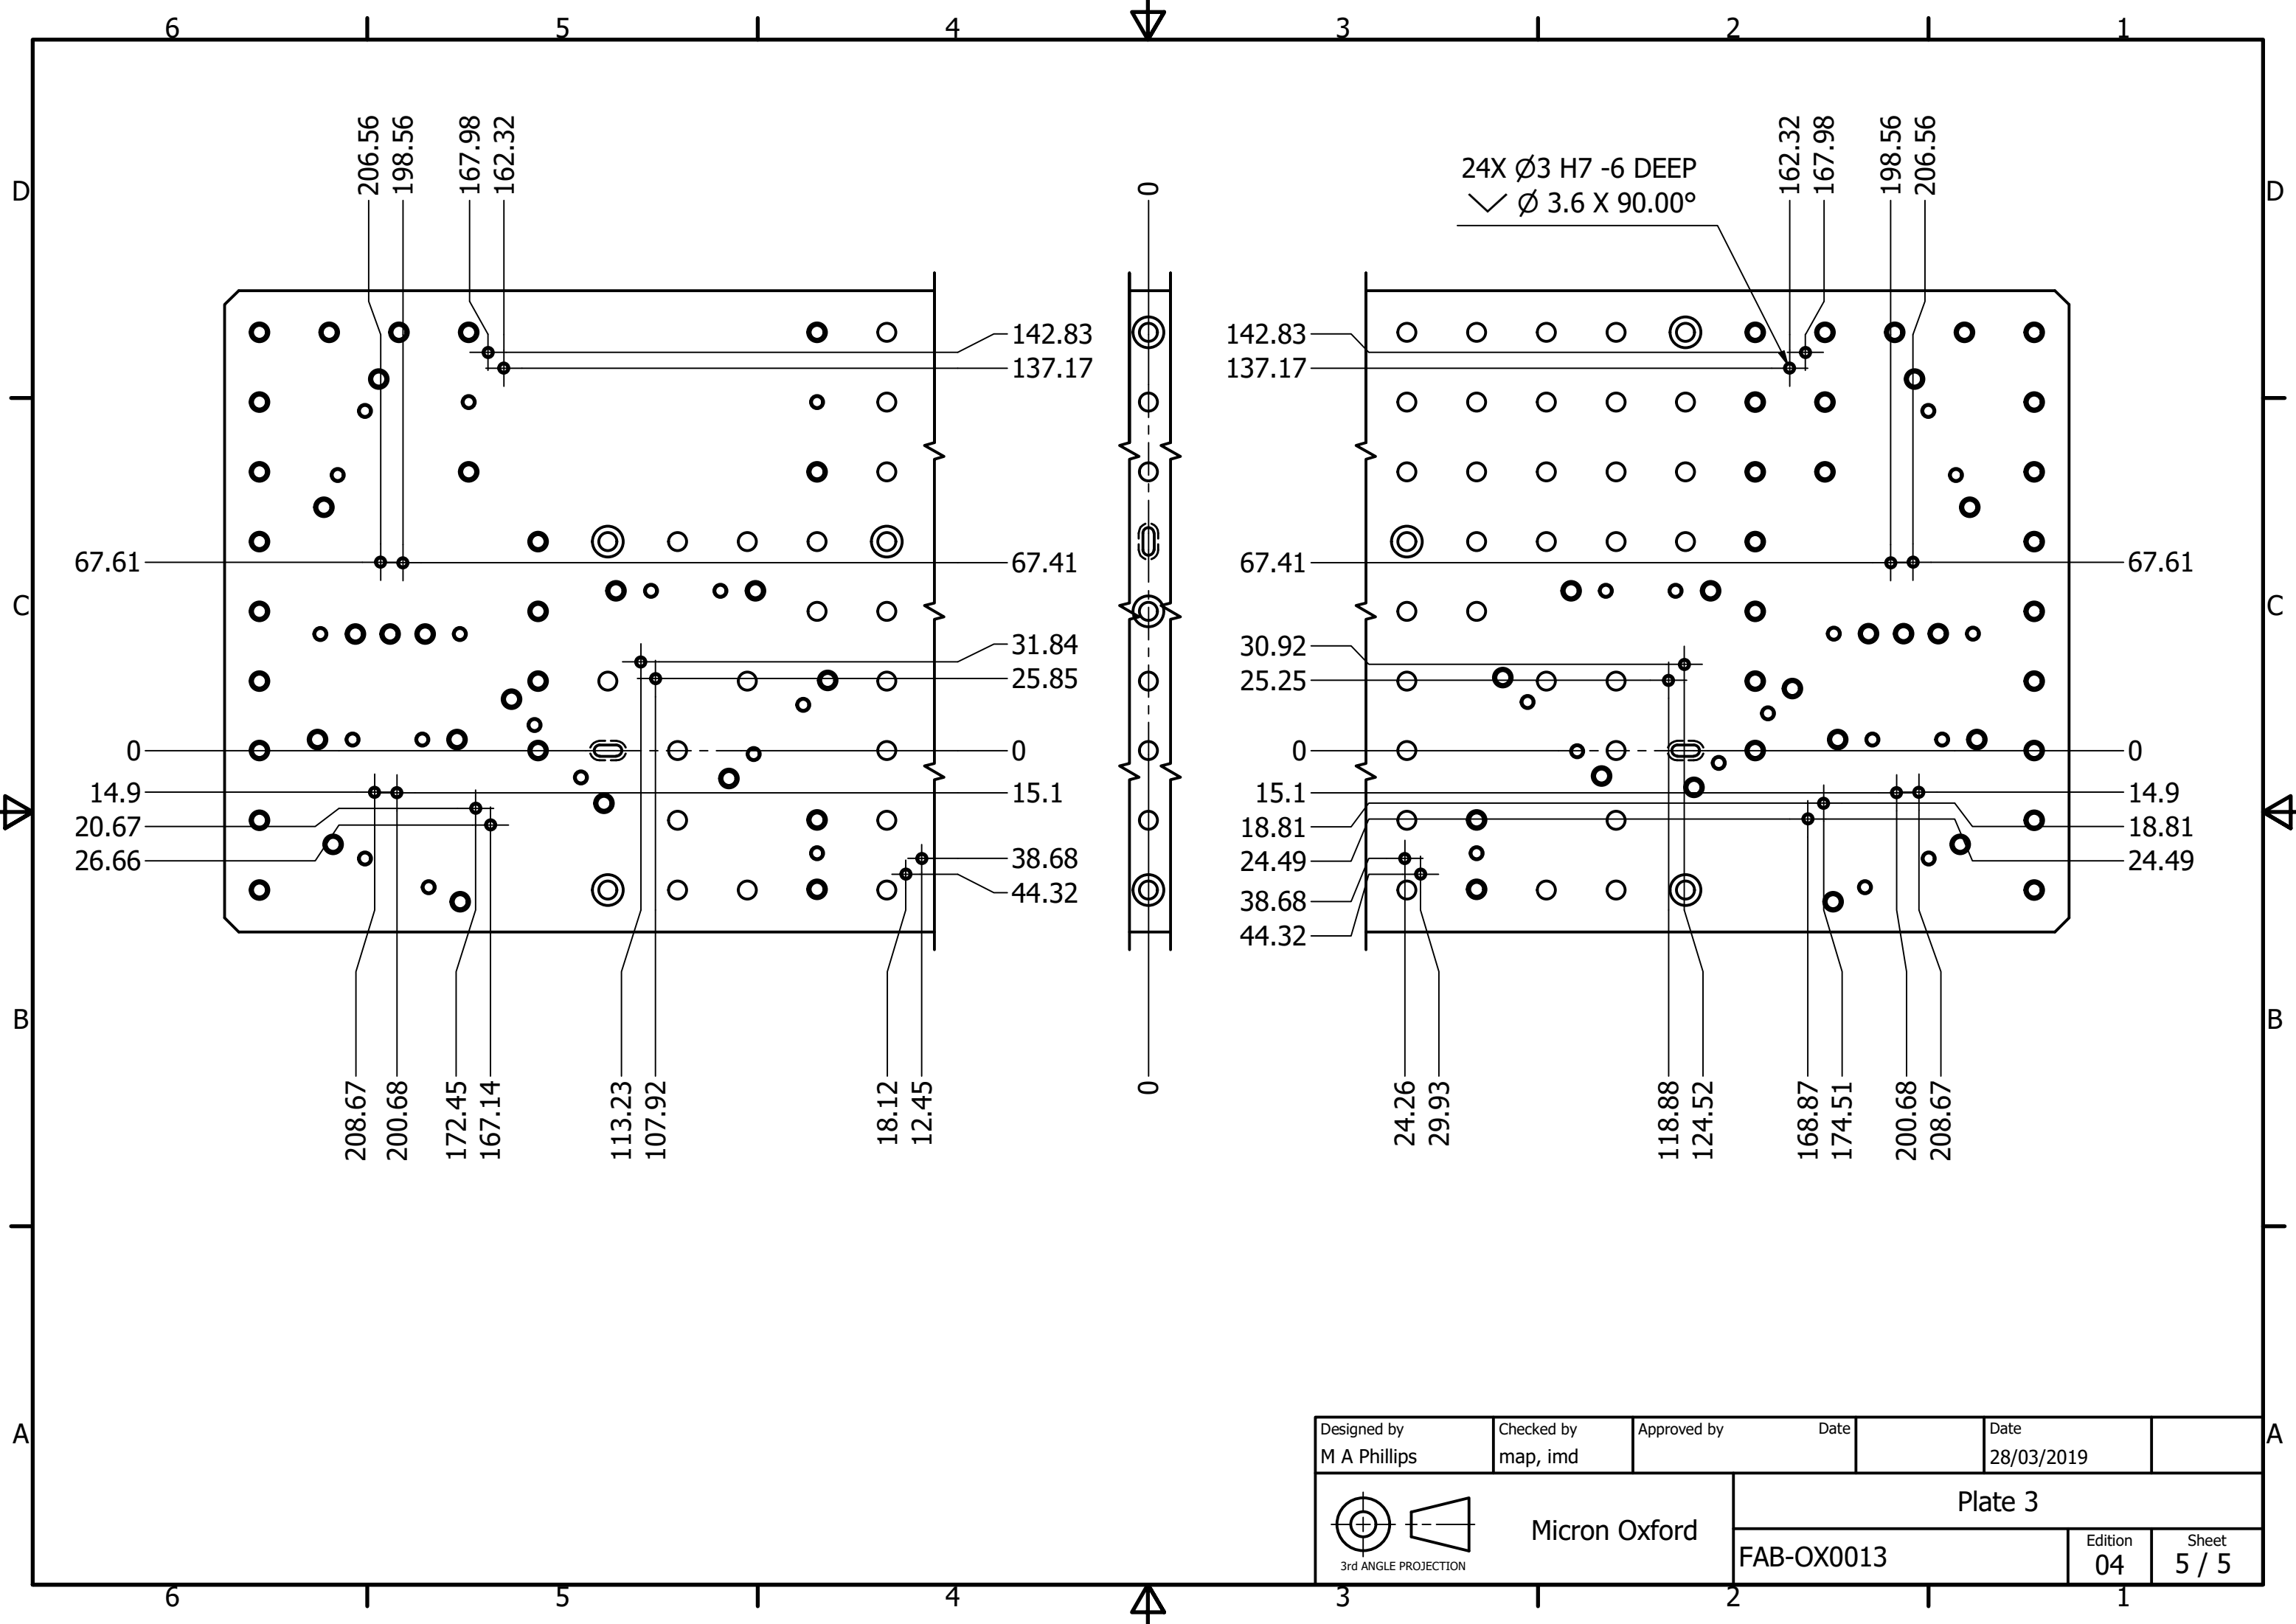 6 5 4 3 2 1
206.56
198.56
167.98
162.32
0
24X Ø3 H7 -6 DEEP
Ø 3.6 X 90.00°
162.32
167.98
198.56
206.56
D D
142.83
137.17
142.83
137.17
67.61
67.41
67.41
67.61
C C
31.84
25.85
30.92
25.25
0
0
0
0
14.9
20.67
26.66
15.1
38.68
44.32
15.1
18.81
24.49
38.68
44.32
14.9
18.81
24.49
B B
208.67
200.68
172.45
167.14
113.23
107.92
18.12
12.45
0
24.26
29.93
118.88
124.52
168.87
174.51
200.68
208.67
A A
Designed by
M A Phillips
Checked by
map, imd
Approved by
Date
Date
28/03/2019
3rd ANGLE PROJECTION
Micron Oxford
Plate 3
FAB-OX0013
Edition
04
Sheet
5 / 5
6 5 4 3 2 1